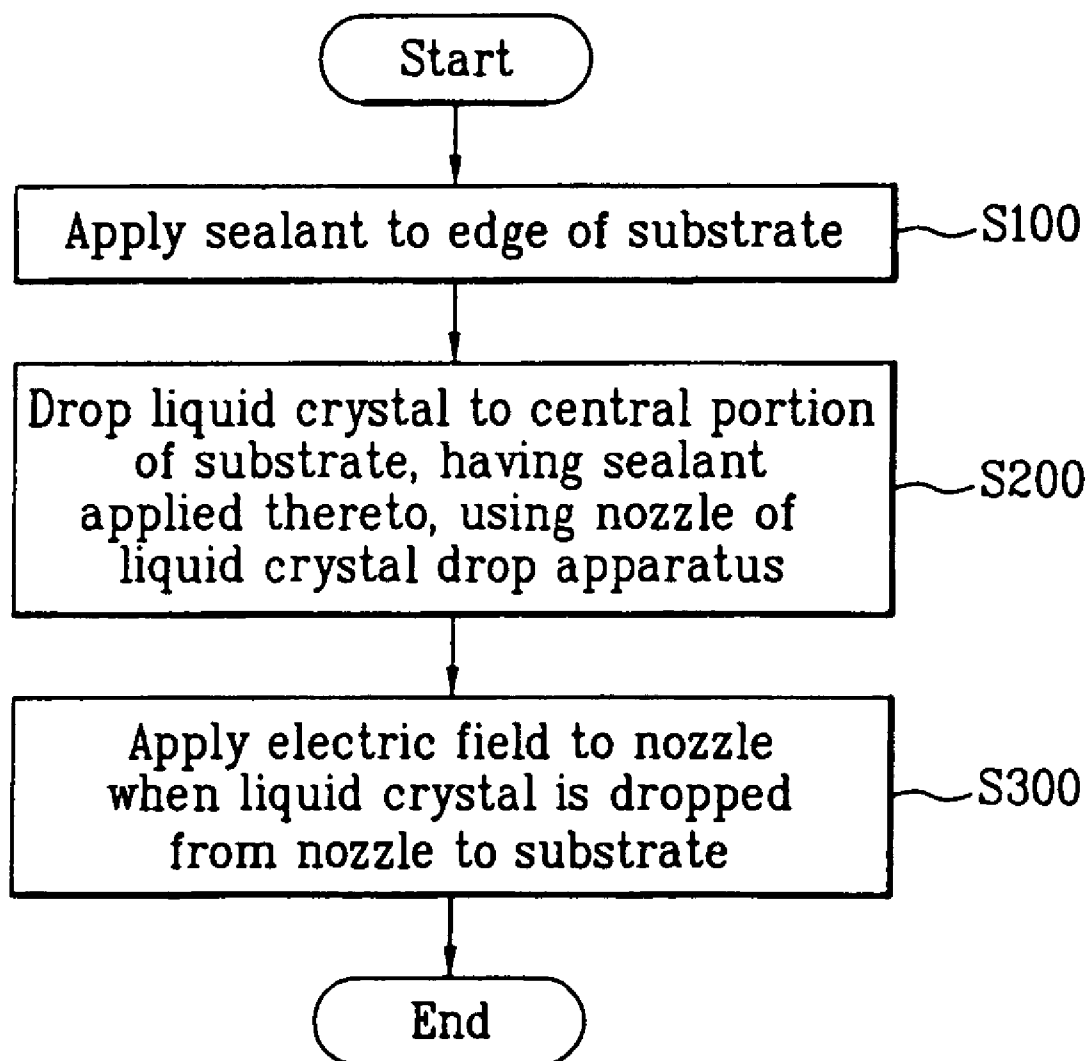 Start
Apply sealant to edge of substrate
S100
Drop liquid crystal to central portion
of substrate, having sealant
applied thereto, using nozzle of
liquid crystal drop apparatus
S200
Apply electric field to nozzle
when liquid crystal is dropped
from nozzle to substrate
S300
End